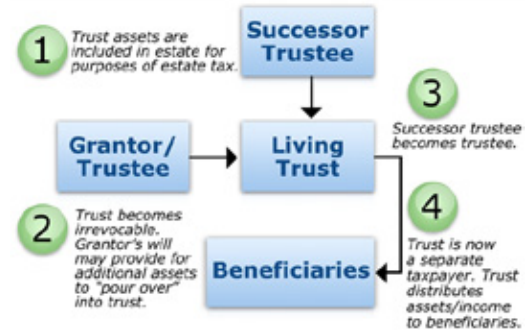 1
Trust assets are
included in estate for
purposes of estate tax.
Successor
Trustee
3
Successor trustee
becomes trustee.
Grantor/
Trustee
Living
Trust
2
Trust becomes
irrevocable.
Grantor's will
may provide for
additional assets
to "pour over"
into trust.
Beneficiaries
4
Trust is now
a separate
taxpayer. Trust
distributes
assets/income
to beneficiaries.